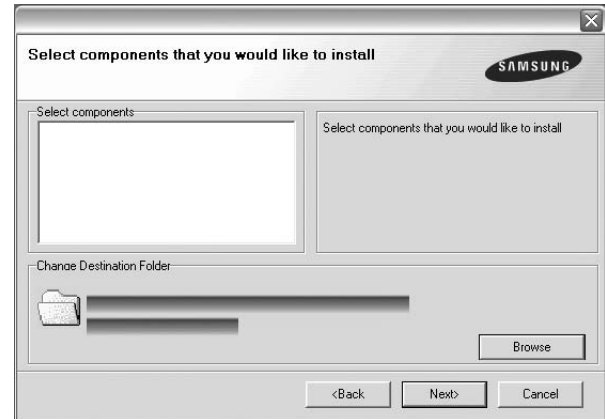 Select components that you would like to install
SAMSUNG
Select components
Select components that you would like to install
Change Destination Folder
Browse
<Back
Next>
Cancel